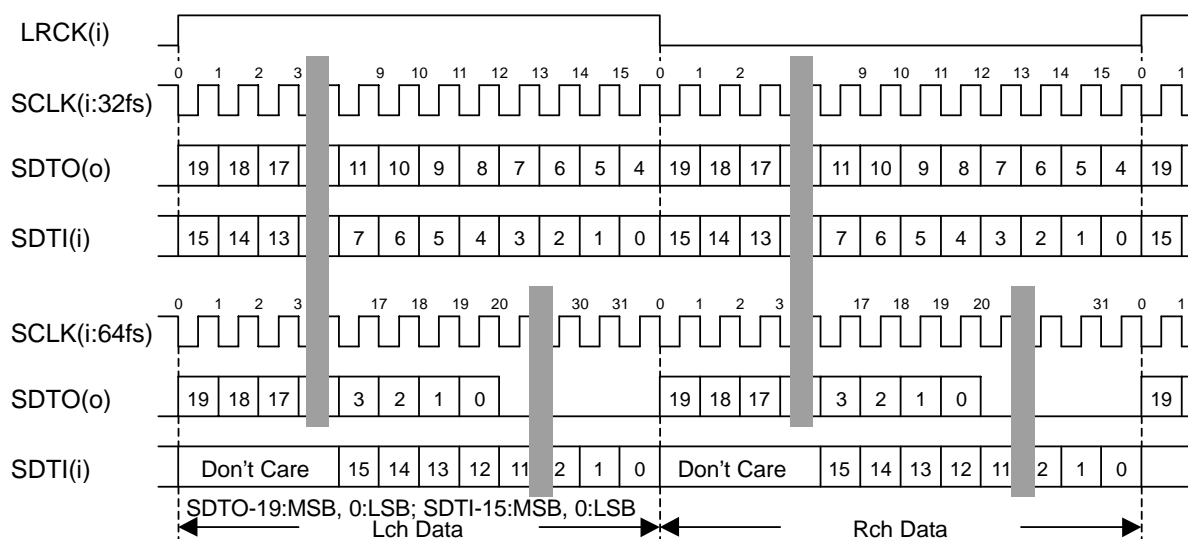 LRCK(i)
0 1 2 3 9 10 11 12 13 14 15 0 1 2 9 10 11 12 13 14 15 0 1
SCLK(i:32fs)
SDTO(o) 19 18 17 11 10 9 8 7 6 5 4 19 18 17 11 10 9 8 7 6 5 4 19
SDTI(i) 15 14 13 7 6 5 4 3 2 1 0 15 14 13 7 6 5 4 3 2 1 0 15
0 1 2 3 17 18 19 20 30 31 0 1 2 3 17 18 19 20 31 0 1
SCLK(i:64fs)
SDTO(o) 19 18 17 3 2 1 0 19 18 17 3 2 1 0 19
SDTI(i) Don't Care 15 14 13 12 11 2 1 0 Don't Care 15 14 13 12 11 2 1 0
SDTO-19:MSB, 0:LSB; SDTI-15:MSB, 0:LSB
Lch Data Rch Data